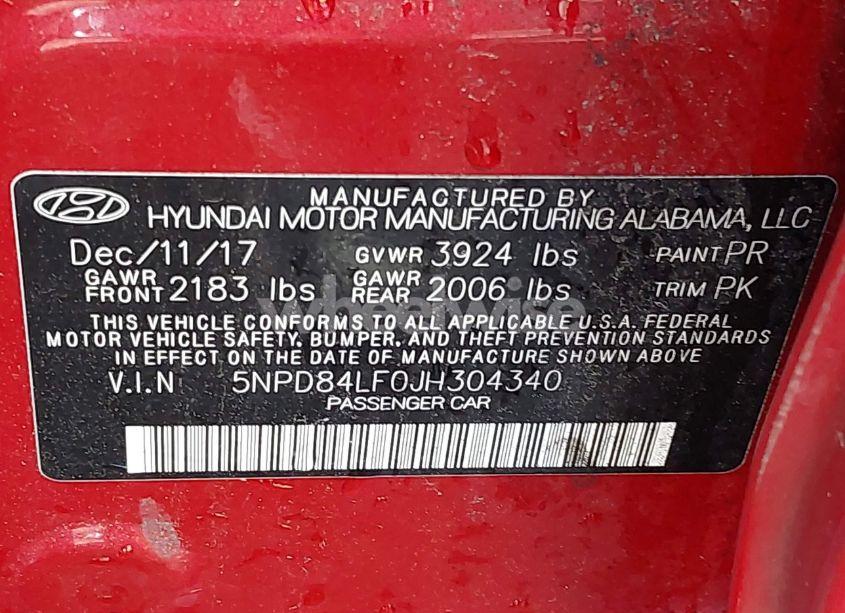 MANUFACTURED BY
HYUNDAI MOTOR MANUFACTURING ALABAMA, LLC
Dec/11/17 GVWR 3924 lbs PAINT PR
GAWR FRONT 2183 lbs GAWR REAR 2006 lbs TRIM PK
wheelwise
THIS VEHICLE CONFORMS TO ALL APPLICABLE U.S.A. FEDERAL
MOTOR VEHICLE SAFETY, BUMPER, AND THEFT PREVENTION STANDARDS
IN EFFECT ON THE DATE OF MANUFACTURE SHOWN ABOVE
V.I.N 5NPD84LF0JH304340
PASSENGER CAR